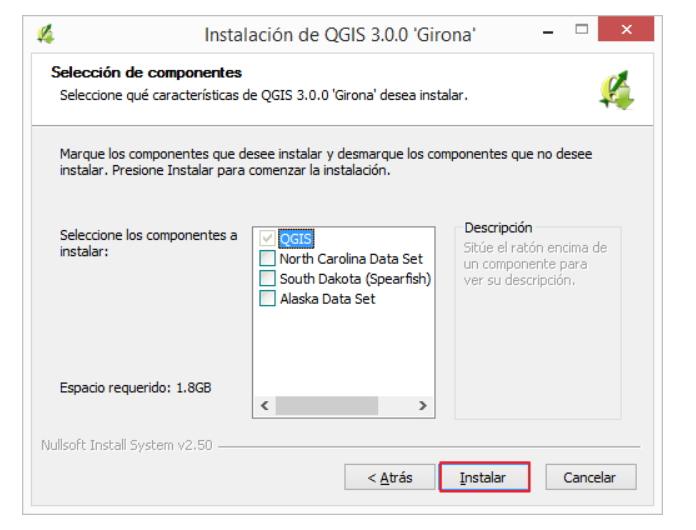 Instalación de QGIS 3.0.0 'Girona'
Selección de componentes
Seleccione qué características de QGIS 3.0.0 'Girona' desea instalar.
Marque los componentes que desee instalar y desmarque los componentes que no desee
instalar. Presione Instalar para comenzar la instalación.
Seleccione los componentes a
instalar:
QGIS
North Carolina Data Set
South Dakota (Spearfish)
Alaska Data Set
Descripción
Sitúe el ratón encima de
un componente para
ver su descripción.
Espacio requerido: 1.8GB
Nullsoft Install System v2.50
< Atrás
Instalar
Cancelar